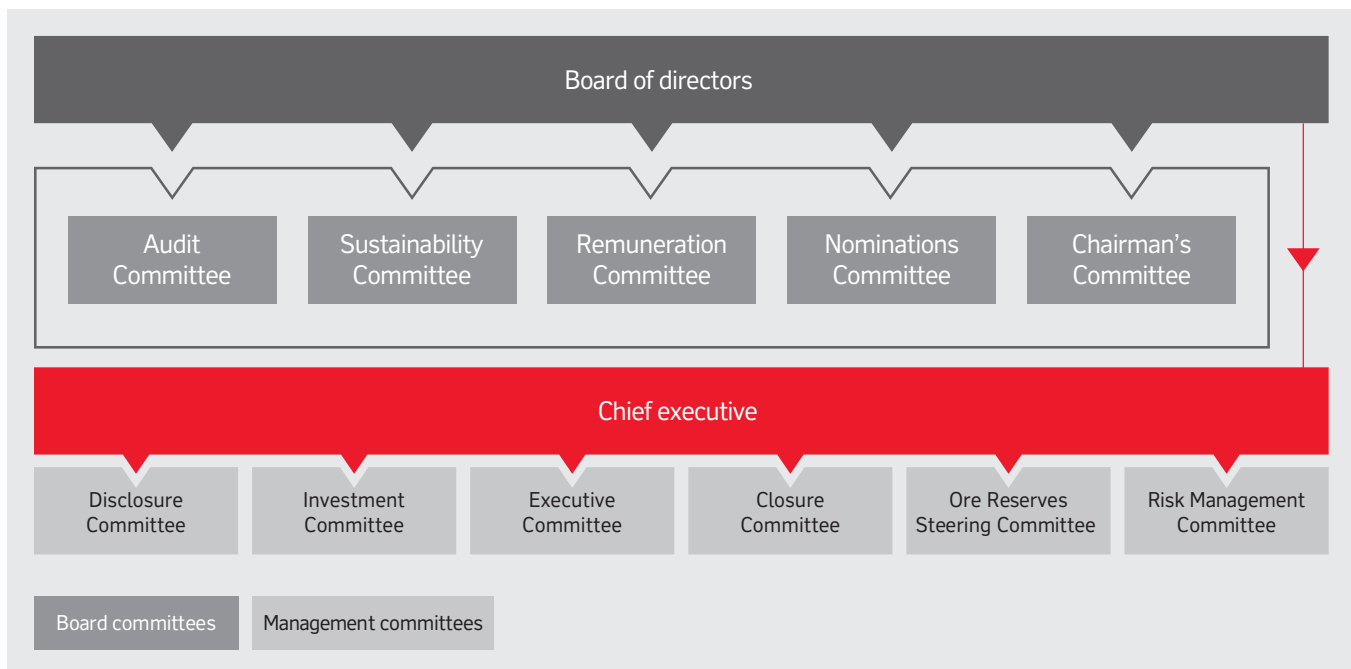 Board of directors
Audit
Committee
Sustainability
Committee
Remuneration
Committee
Nominations
Committee
Chairman’s
Committee
Chief executive
Disclosure
Committee
Investment
Committee
Executive
Committee
Closure
Committee
Ore Reserves
Steering Committee
Risk Management
Committee
Board committees
Management committees